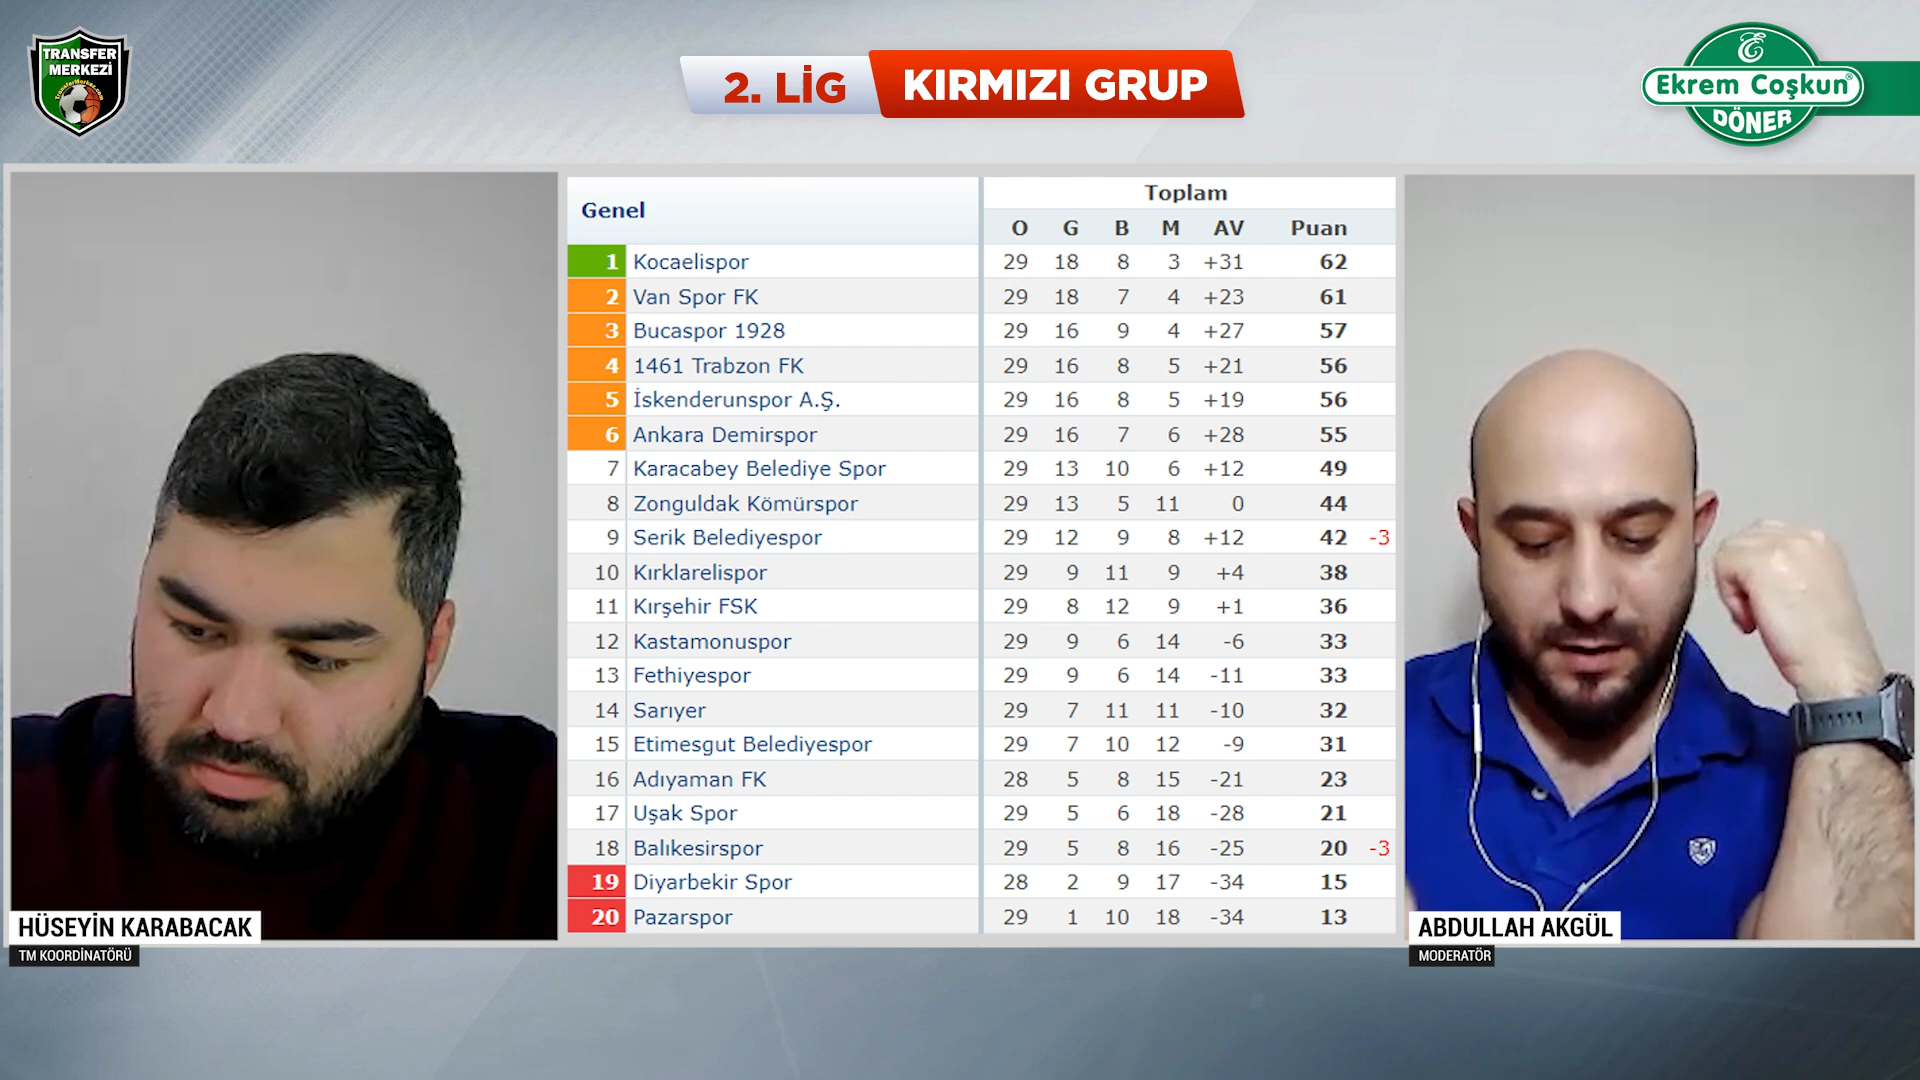 TRANSFER
MERKEZİ
2. LİG
KIRMIZI GRUP
Ekrem Coşkun®
DÖNER
Genel
Toplam
O G B M AV Puan
1 Kocaelispor 29 18 8 3 +31 62
2 Van Spor FK 29 18 7 4 +23 61
3 Bucaspor 1928 29 16 9 4 +27 57
4 1461 Trabzon FK 29 16 8 5 +21 56
5 İskenderunspor A.Ş. 29 16 8 5 +19 56
6 Ankara Demirspor 29 16 7 6 +28 55
7 Karacabey Belediye Spor 29 13 10 6 +12 49
8 Zonguldak Kömürspor 29 13 5 11 0 44
9 Serik Belediyespor 29 12 9 8 +12 42 -3
10 Kırklarelispor 29 9 11 9 +4 38
11 Kırşehir FSK 29 8 12 9 +1 36
12 Kastamonuspor 29 9 6 14 -6 33
13 Fethiyespor 29 9 6 14 -11 33
14 Sarıyer 29 7 11 11 -10 32
15 Etimesgut Belediyespor 29 7 10 12 -9 31
16 Adıyaman FK 28 5 8 15 -21 23
17 Uşak Spor 29 5 6 18 -28 21
18 Balıkesirspor 29 5 8 16 -25 20 -3
19 Diyarbekir Spor 28 2 9 17 -34 15
20 Pazarspor 29 1 10 18 -34 13
HÜSEYİN KARABACAK
TM KOORDİNATÖRÜ
ABDULLAH AKGÜL
MODERATÖR